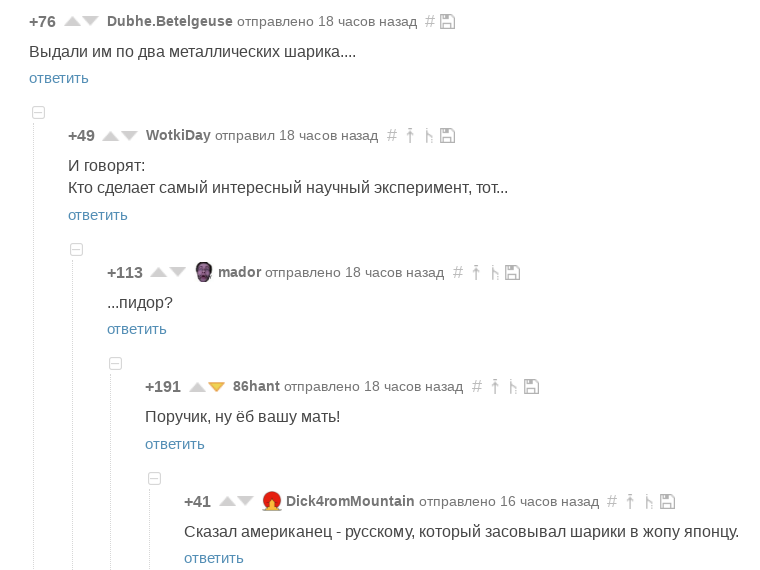 +76 Dubhe.Betelgeuse отправлено 18 часов назад #
Выдали им по два металлических шарика....
ответить
+49 WotkiDay отправил 18 часов назад #
И говорят:
Кто сделает самый интересный научный эксперимент, тот...
ответить
+113 mador отправлено 18 часов назад #
...пидор?
ответить
+191 86hant отправлено 18 часов назад #
Поручик, ну ёб вашу мать!
ответить
+41 Dick4romMountain отправлено 16 часов назад #
Сказал американец - русскому, который засовывал шарики в жопу японцу.
ответить